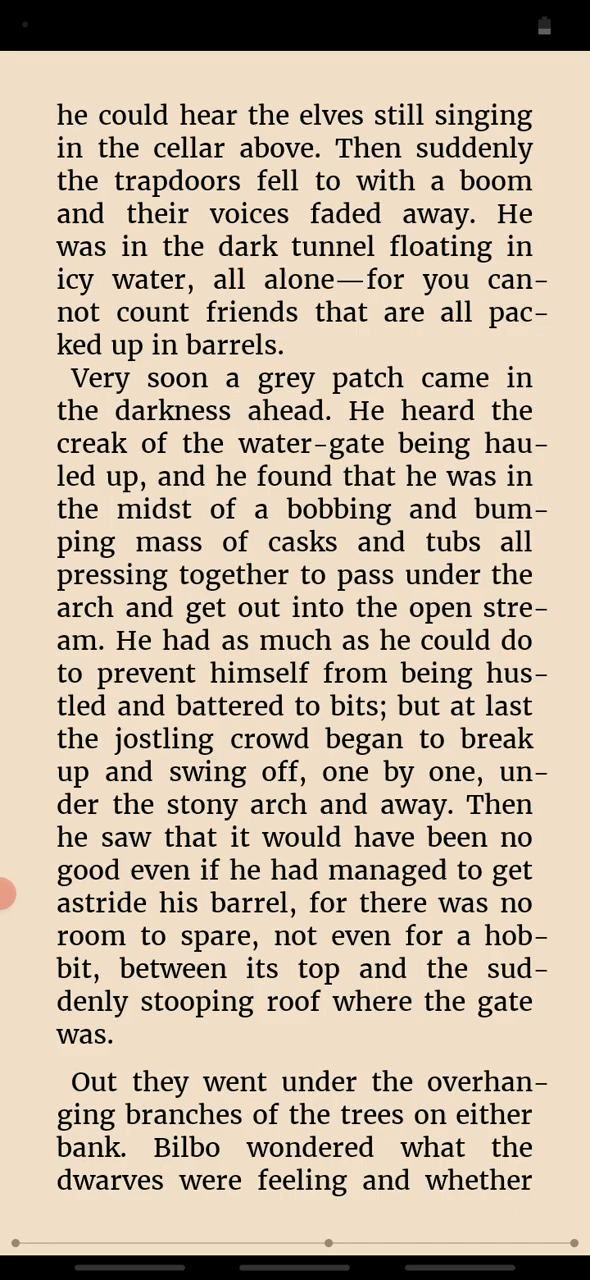 he could hear the elves still singing
in the cellar above. Then suddenly
the trapdoors fell to with a boom
and their voices faded away. He
was in the dark tunnel floating in
icy water, all alone—for you can-
not count friends that are all pac-
ked up in barrels.
Very soon a grey patch came in
the darkness ahead. He heard the
creak of the water-gate being hau-
led up, and he found that he was in
the midst of a bobbing and bum-
ping mass of casks and tubs all
pressing together to pass under the
arch and get out into the open stre-
am. He had as much as he could do
to prevent himself from being hus-
tled and battered to bits; but at last
the jostling crowd began to break
up and swing off, one by one, un-
der the stony arch and away. Then
he saw that it would have been no
good even if he had managed to get
astride his barrel, for there was no
room to spare, not even for a hob-
bit, between its top and the sud-
denly stooping roof where the gate
was.
Out they went under the overhan-
ging branches of the trees on either
bank. Bilbo wondered what the
dwarves were feeling and whether